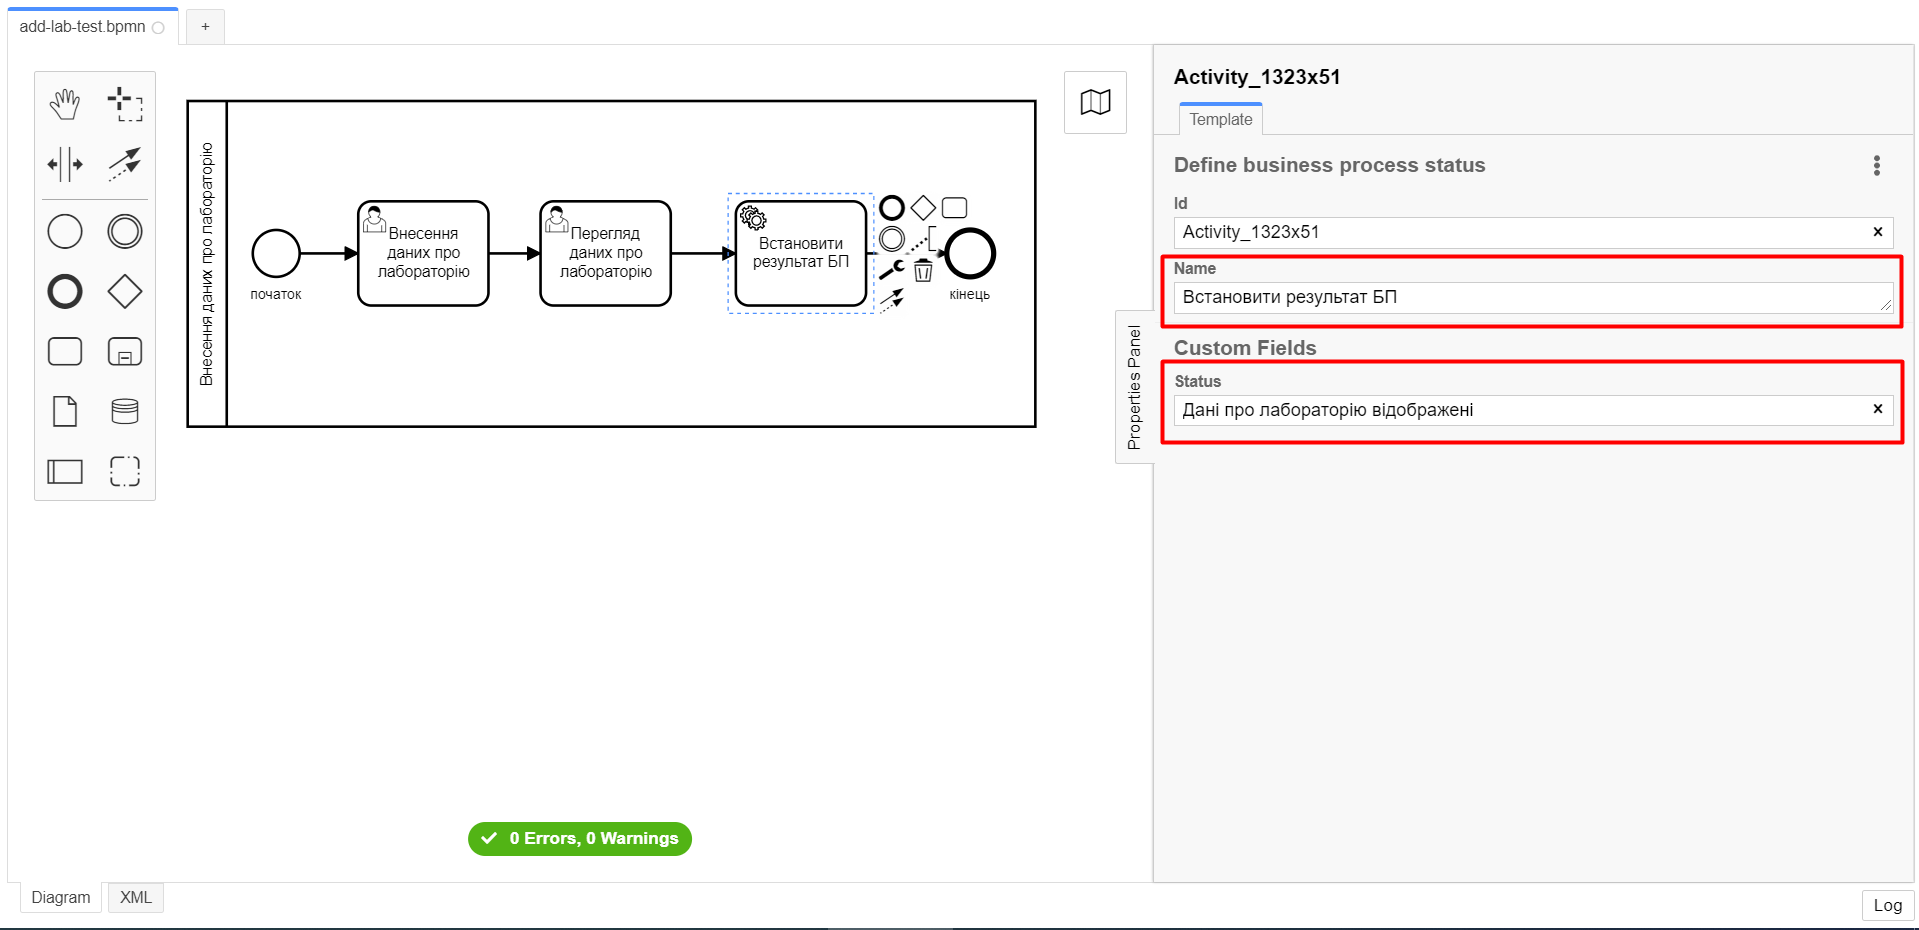 add-lab-test.bpmn
+
Внесення даних про лабораторію
початок
Внесення
даних про
лабораторію
Перегляд
даних про
лабораторію
Встановити
результат БП
кінець
Properties Panel
Activity_1323x51
Template
Define business process status
Id
Activity_1323x51
Name
Встановити результат БП
Custom Fields
Status
Дані про лабораторію відображені
0 Errors, 0 Warnings
Diagram
XML
Log